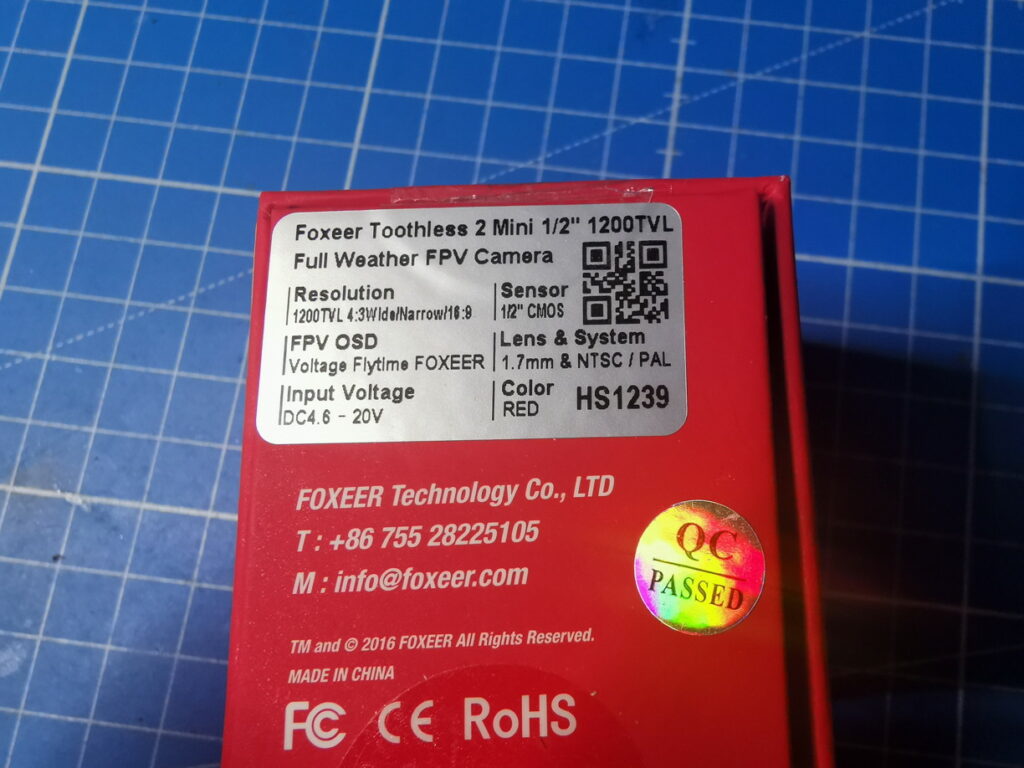 Foxeer Toothless 2 Mini 1/2" 1200TVL
Full Weather FPV Camera
Resolution
1200TVL 4:3Wide/Narrow/16:9
Sensor
1/2" CMOS
FPV OSD
Voltage Flytime FOXEER
Lens & System
1.7mm & NTSC / PAL
Input Voltage
DC4.6 - 20V
Color
RED
HS1239
FOXEER Technology Co., LTD
T : +86 755 28225105
M : info@foxeer.com
QC
PASSED
TM and © 2016 FOXEER All Rights Reserved.
MADE IN CHINA
FC CE RoHS